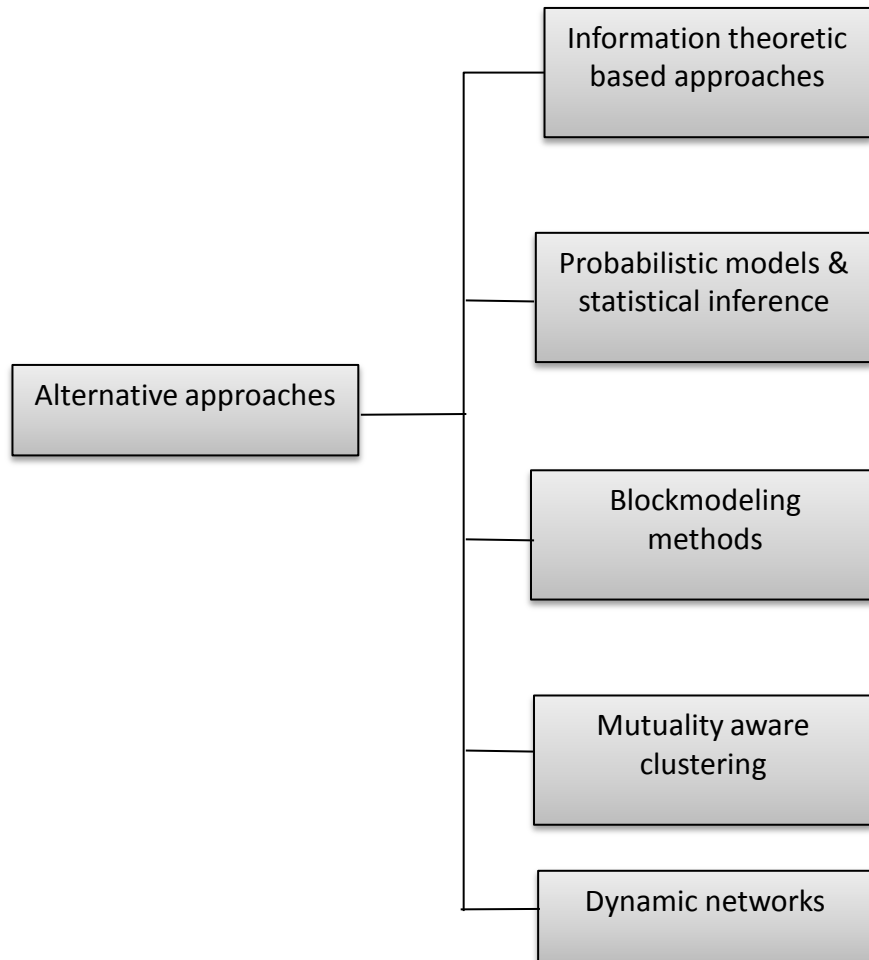 Information theoretic
based approaches
Probabilistic models &
statistical inference
Alternative approaches
Blockmodeling
methods
Mutuality aware
clustering
Dynamic networks